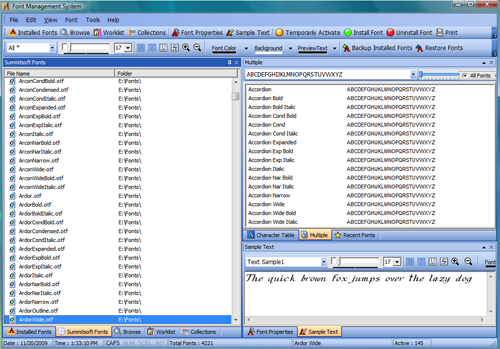 Font Management System
File Edit View Font Tools Help
Installed Fonts Browse Worklist Collections Font Properties Sample Text Temporarily Activate Install Font Uninstall Font Print
All * 17 Font Color Background PreviewText Backup Installed Fonts Restore Fonts
Summitsoft Fonts
File Name Folder
ArconCondBold.otf E:\Fonts\
ArconCondensed.otf E:\Fonts\
ArconCondItalic.otf E:\Fonts\
ArconExpanded.otf E:\Fonts\
ArconExpBold.otf E:\Fonts\
ArconExpItalic.otf E:\Fonts\
ArconItalic.otf E:\Fonts\
ArconNarBold.otf E:\Fonts\
ArconNarItalic.otf E:\Fonts\
ArconNarrow.otf E:\Fonts\
ArconWide.otf E:\Fonts\
ArconWideBold.otf E:\Fonts\
ArconWideItalic.otf E:\Fonts\
Ardor.otf E:\Fonts\
ArdorBold.otf E:\Fonts\
ArdorBoldItalic.otf E:\Fonts\
ArdorCondBold.otf E:\Fonts\
ArdorCondensed.otf E:\Fonts\
ArdorCondItalic.otf E:\Fonts\
ArdorExpanded.otf E:\Fonts\
ArdorExpBold.otf E:\Fonts\
ArdorExpItalic.otf E:\Fonts\
ArdorItalic.otf E:\Fonts\
ArdorNarBold.otf E:\Fonts\
ArdorNarItalic.otf E:\Fonts\
ArdorNarrow.otf E:\Fonts\
ArdorOutline.otf E:\Fonts\
ArdorWide.otf E:\Fonts\
Installed Fonts Summitsoft Fonts Browse Worklist Collections
Multiple
ABCDEFGHIJKLMNOPQRSTUVWXYZ All Fonts
Accordion ABCDEFGHIJKLMNOPQRSTUVWXYZ
Accordion Bold ABCDEFGHIJKLMNOPQRSTUVWXYZ
Accordion Bold Italic ABCDEFGHIJKLMNOPQRSTUVWXYZ
Accordion Cond Bold ABCDEFGHIJKLMNOPQRSTUVWXYZ
Accordion Cond ABCDEFGHIJKLMNOPQRSTUVWXYZ
Accordion Cond Italic ABCDEFGHIJKLMNOPQRSTUVWXYZ
Accordion Expanded ABCDEFGHIJKLMNOPQRSTUVWXYZ
Accordion Exp Bold ABCDEFGHIJKLMNOPQRSTUVWXYZ
Accordion Exp Italic ABCDEFGHIJKLMNOPQRSTUVWXYZ
Accordion Italic ABCDEFGHIJKLMNOPQRSTUVWXYZ
Accordion Nar Bold ABCDEFGHIJKLMNOPQRSTUVWXYZ
Accordion Nar Italic ABCDEFGHIJKLMNOPQRSTUVWXYZ
Accordion Narrow ABCDEFGHIJKLMNOPQRSTUVWXYZ
Accordion Wide ABCDEFGHIJKLMNOPQRSTUVWXYZ
Accordion Wide Bold ABCDEFGHIJKLMNOPQRSTUVWXYZ
Accordion Wide Italic ABCDEFGHIJKLMNOPQRSTUVWXYZ
Character Table Multiple Recent Fonts
Sample Text
Text Sample1 17 Font
The quick brown fox jumps over the lazy dog
Font Properties Sample Text
Date : 11/20/2009 Time : 1:33:10 PM CAPS NUM SCRL INS Total Fonts : 4221 Ardor Wide Active : 145